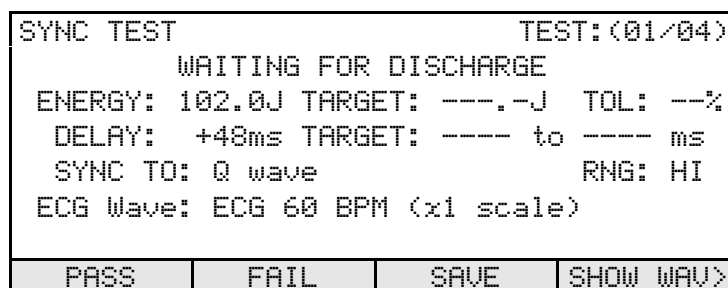 SYNC TEST TEST:(01/04)
WAITING FOR DISCHARGE
ENERGY: 102.0J TARGET: ---.-J TOL: --%
DELAY: +48ms TARGET: ---- to ---- ms
SYNC TO: Q wave RNG: HI
ECG Wave: ECG 60 BPM (x1 scale)
PASS FAIL SAVE SHOW WAV>